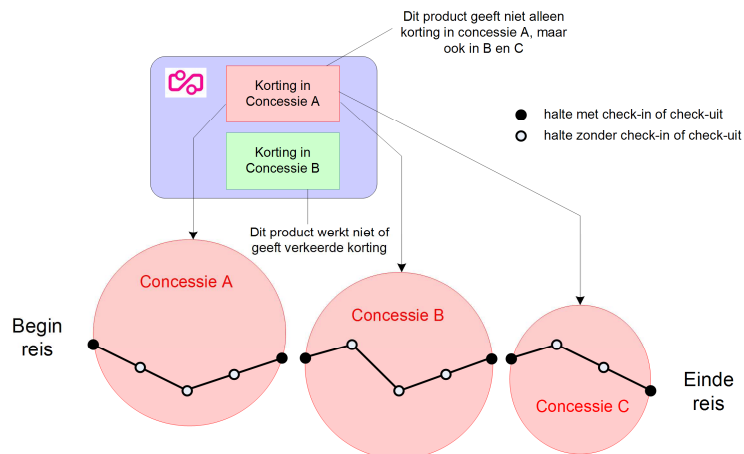 Dit product geeft niet alleen
korting in concessie A, maar
ook in B en C
Korting in
Concessie A
halte met check-in of check-uit
halte zonder check-in of check-uit
Korting in
Concessie B
Dit product werkt niet of
geeft verkeerde korting
Concessie A
Concessie B
Begin
reis
Einde
reis
Concessie C